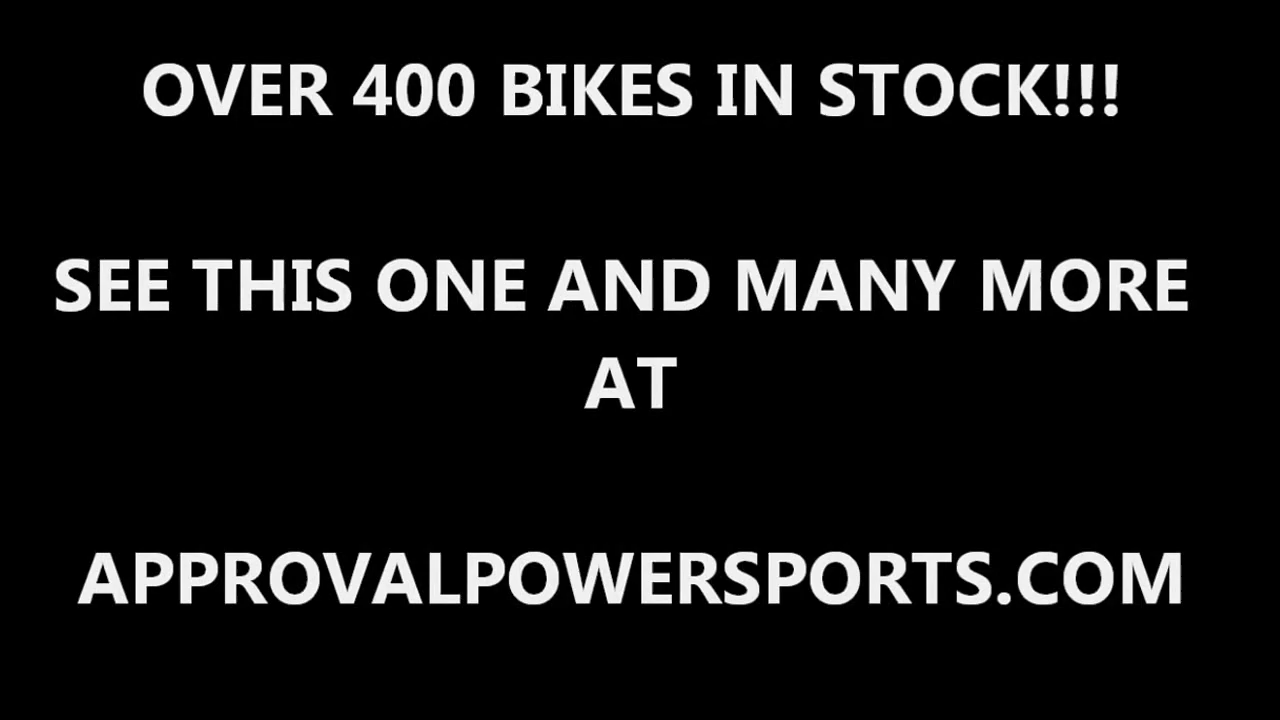 OVER 400 BIKES IN STOCK!!!
SEE THIS ONE AND MANY MORE
AT
APPROVALPOWERSPORTS.COM